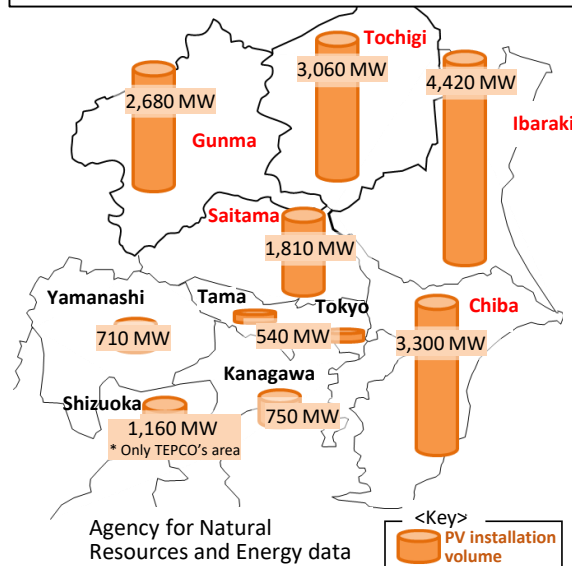 Tochigi
3,060 MW
4,420 MW
2,680 MW
Ibaraki
Gunma
Saitama
1,810 MW
Yamanashi
Tama
Tokyo
Chiba
710 MW
540 MW
3,300 MW
Kanagawa
Shizuoka
750 MW
1,160 MW
* Only TEPCO's area
Agency for Natural
Resources and Energy data
<Key>
PV installation
volume